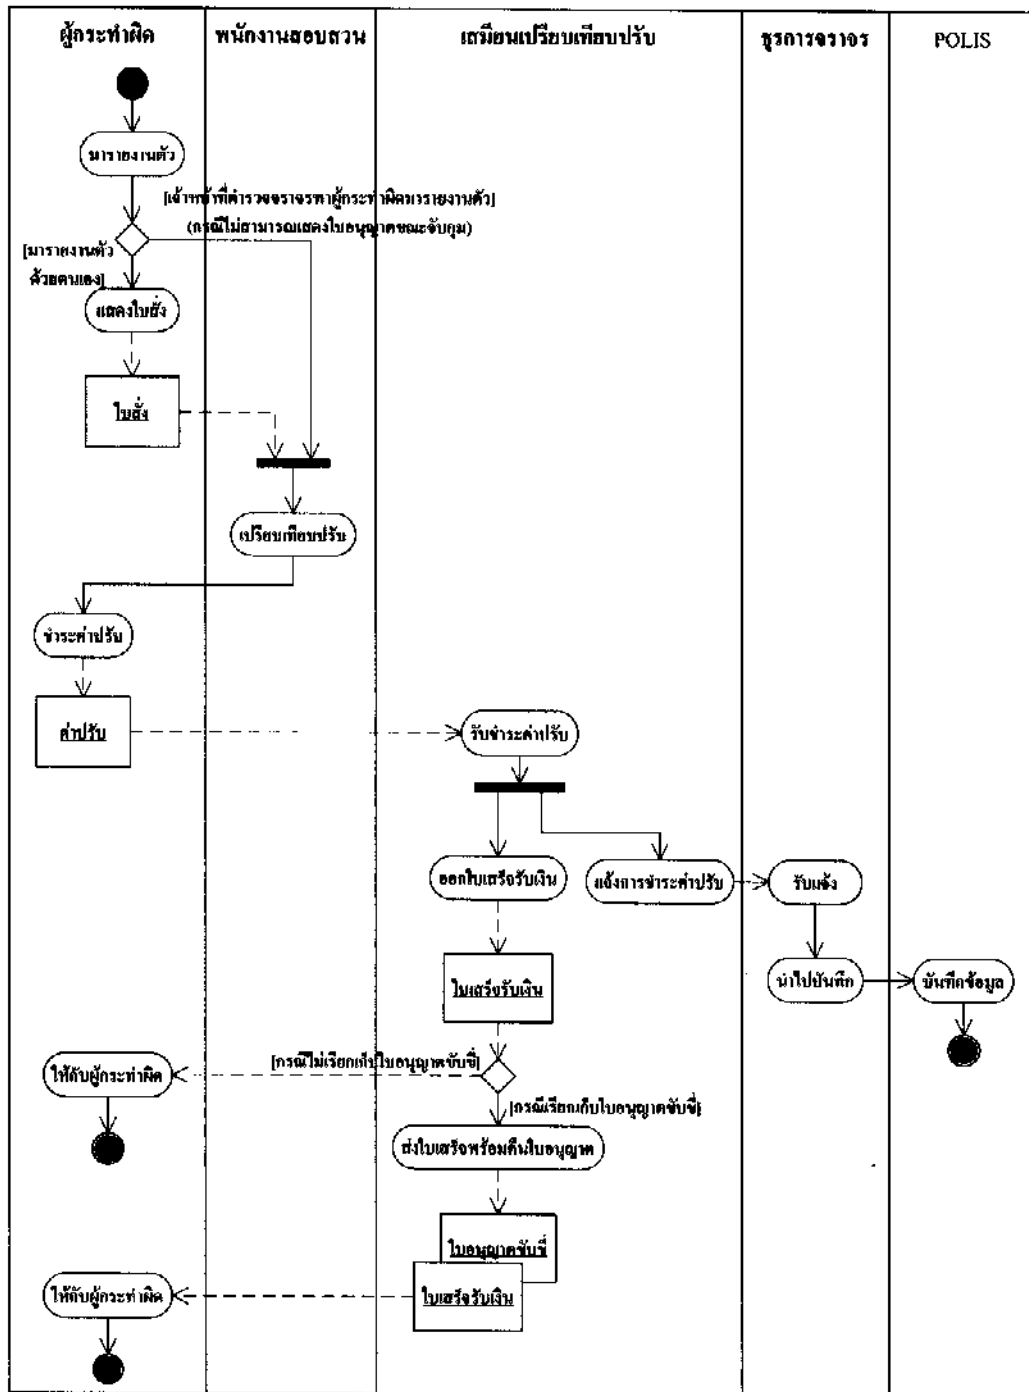 ผู้กระทำผิด
พนักงานสอบสวน
เสมียนเปรียบเทียบปรับ
ธุรการจราจร
POLIS
มารายงานตัว
[เจ้าหน้าที่ตำรวจจราจรพาผู้กระทำผิดมารายงานตัว]
(กรณีไม่สามารถแสดงใบอนุญาตขณะจับกุม)
[มารายงานตัว
ด้วยตนเอง]
แสดงใบสั่ง
ใบสั่ง
เปรียบเทียบปรับ
ชำระค่าปรับ
ค่าปรับ
รับชำระค่าปรับ
ออกใบเสร็จรับเงิน
แจ้งการชำระค่าปรับ
รับแจ้ง
ใบเสร็จรับเงิน
นำไปบันทึก
บันทึกข้อมูล
[กรณีไม่เรียกเก็บใบอนุญาตขับขี่]
ให้กับผู้กระทำผิด
[กรณีเรียกเก็บใบอนุญาตขับขี่]
ส่งใบเสร็จพร้อมคืนใบอนุญาต
ใบอนุญาตขับขี่
ให้กับผู้กระทำผิด
ใบเสร็จรับเงิน